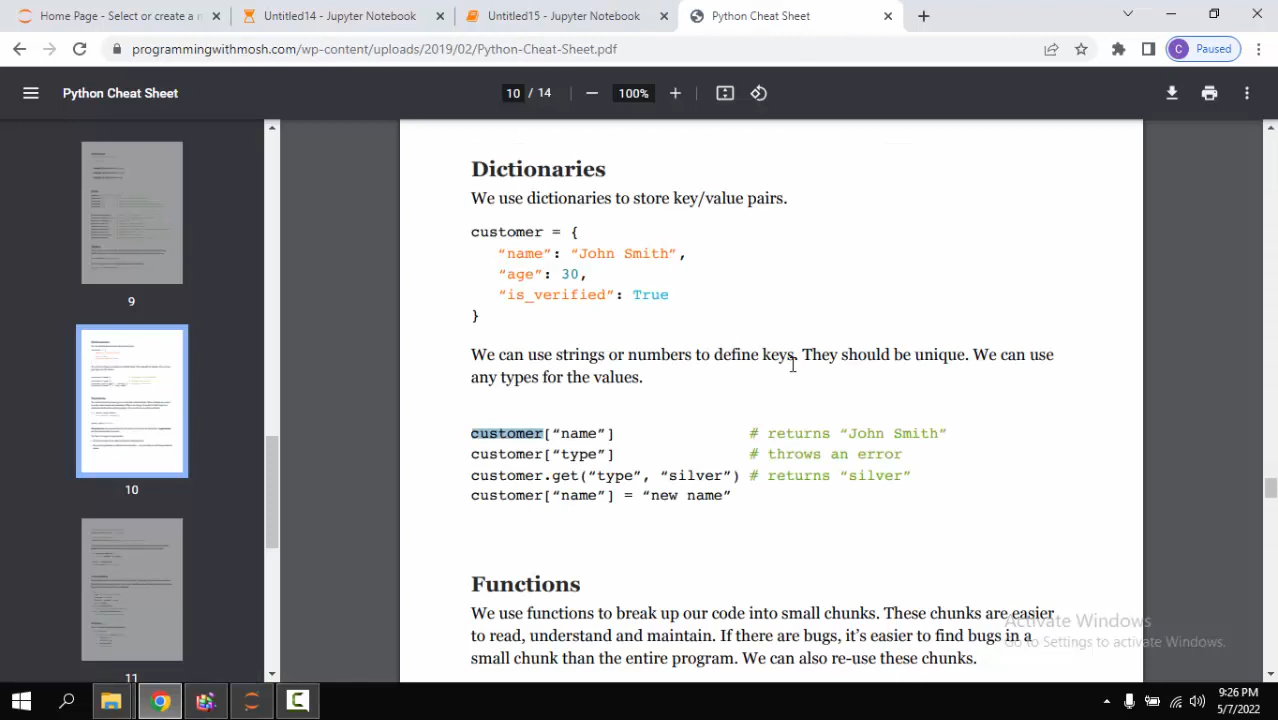 Home Page - Select or create a n
Untitled14 - Jupyter Notebook
Untitled15 - Jupyter Notebook
Python Cheat Sheet
programmingwithmosh.com/wp-content/uploads/2019/02/Python-Cheat-Sheet.pdf
C Paused
Python Cheat Sheet
10 / 14
100%
9
10
11
Dictionaries
We use dictionaries to store key/value pairs.
customer = {
“name”: “John Smith”,
“age”: 30,
“is_verified”: True
}
We can use strings or numbers to define keys. They should be unique. We can use
any types for the values.
customer[“name”] # returns “John Smith”
customer[“type”] # throws an error
customer.get(“type”, “silver”) # returns “silver”
customer[“name”] = “new name”
Functions
We use functions to break up our code into small chunks. These chunks are easier
to read, understand and maintain. If there are bugs, it’s easier to find bugs in a
small chunk than the entire program. We can also re-use these chunks.
Activate Windows
Go to Settings to activate Windows.
9:26 PM
5/7/2022